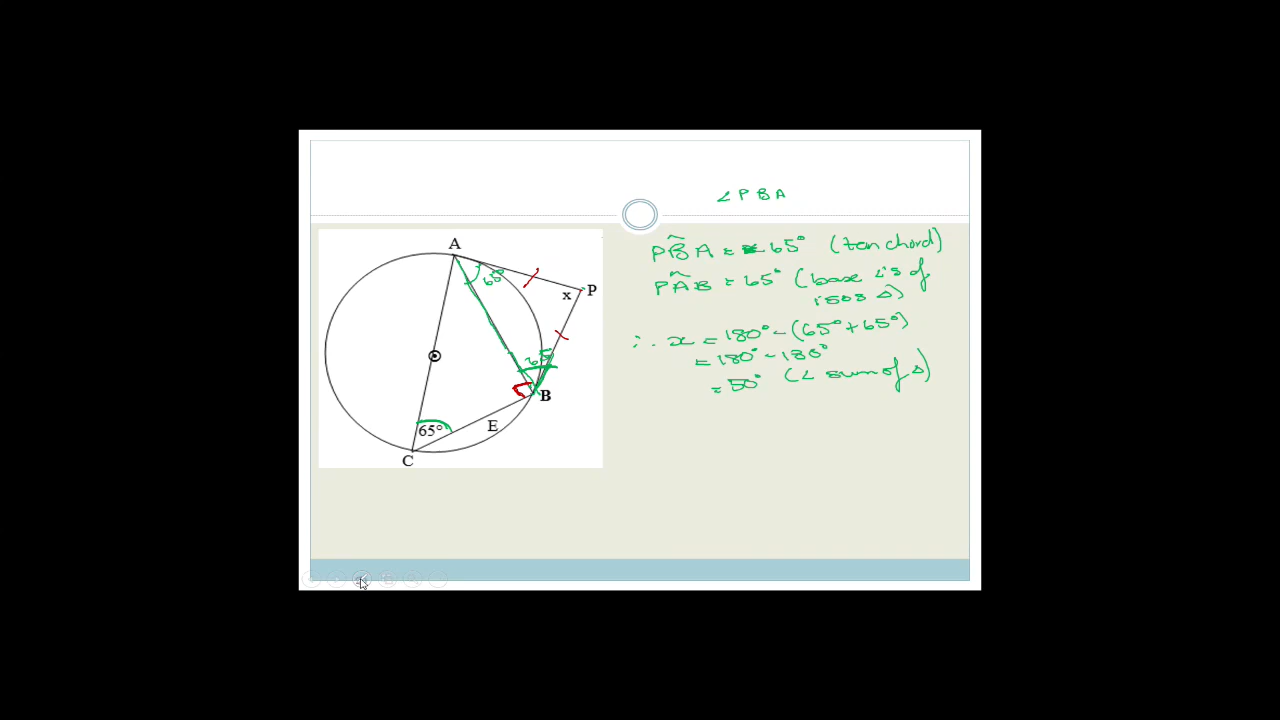 ∠PBA
A
65
x P
65
B
65° E
C
PB̂A = 65° (tan chord)
PÂB = 65° (base ∠'s of
isos △)
∴ x = 180° - (65° + 65°)
= 180° - 180°
= 50° (∠ sum of △)